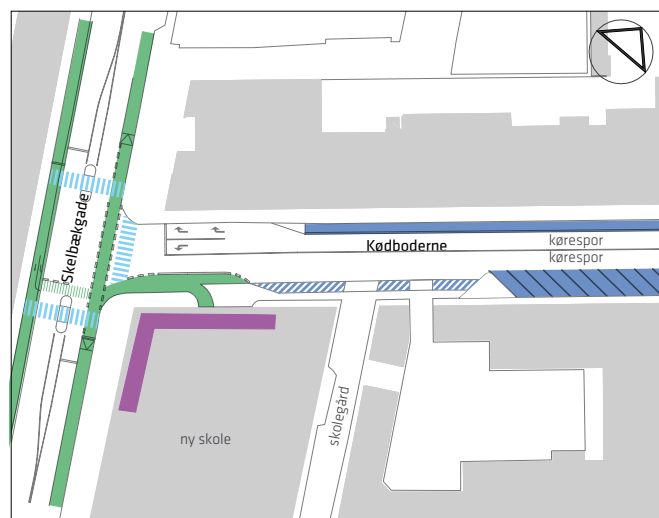 Skelbækgade
Kødboderne
kørespor
kørespor
ny skole
skolegård